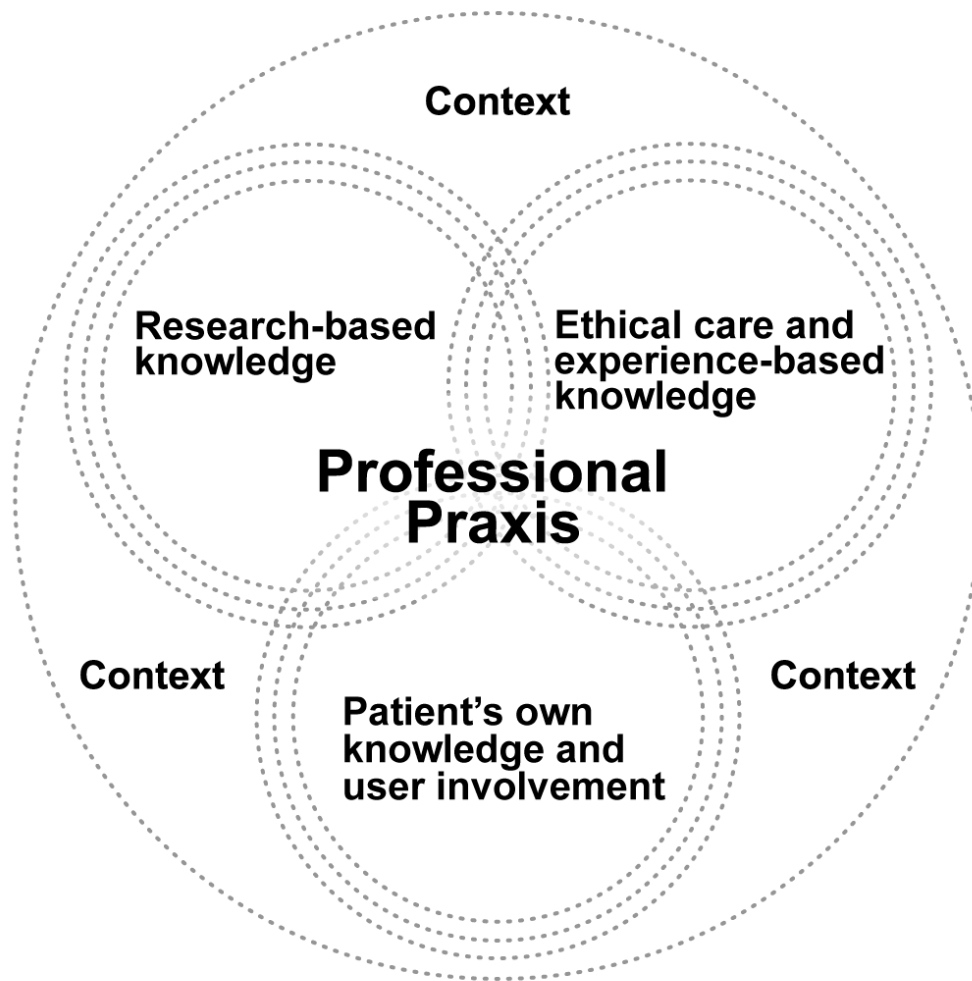 Context
Research-based
knowledge
Ethical care and
experience-based
knowledge
Professional
Praxis
Context
Context
Patient’s own
knowledge and
user involvement